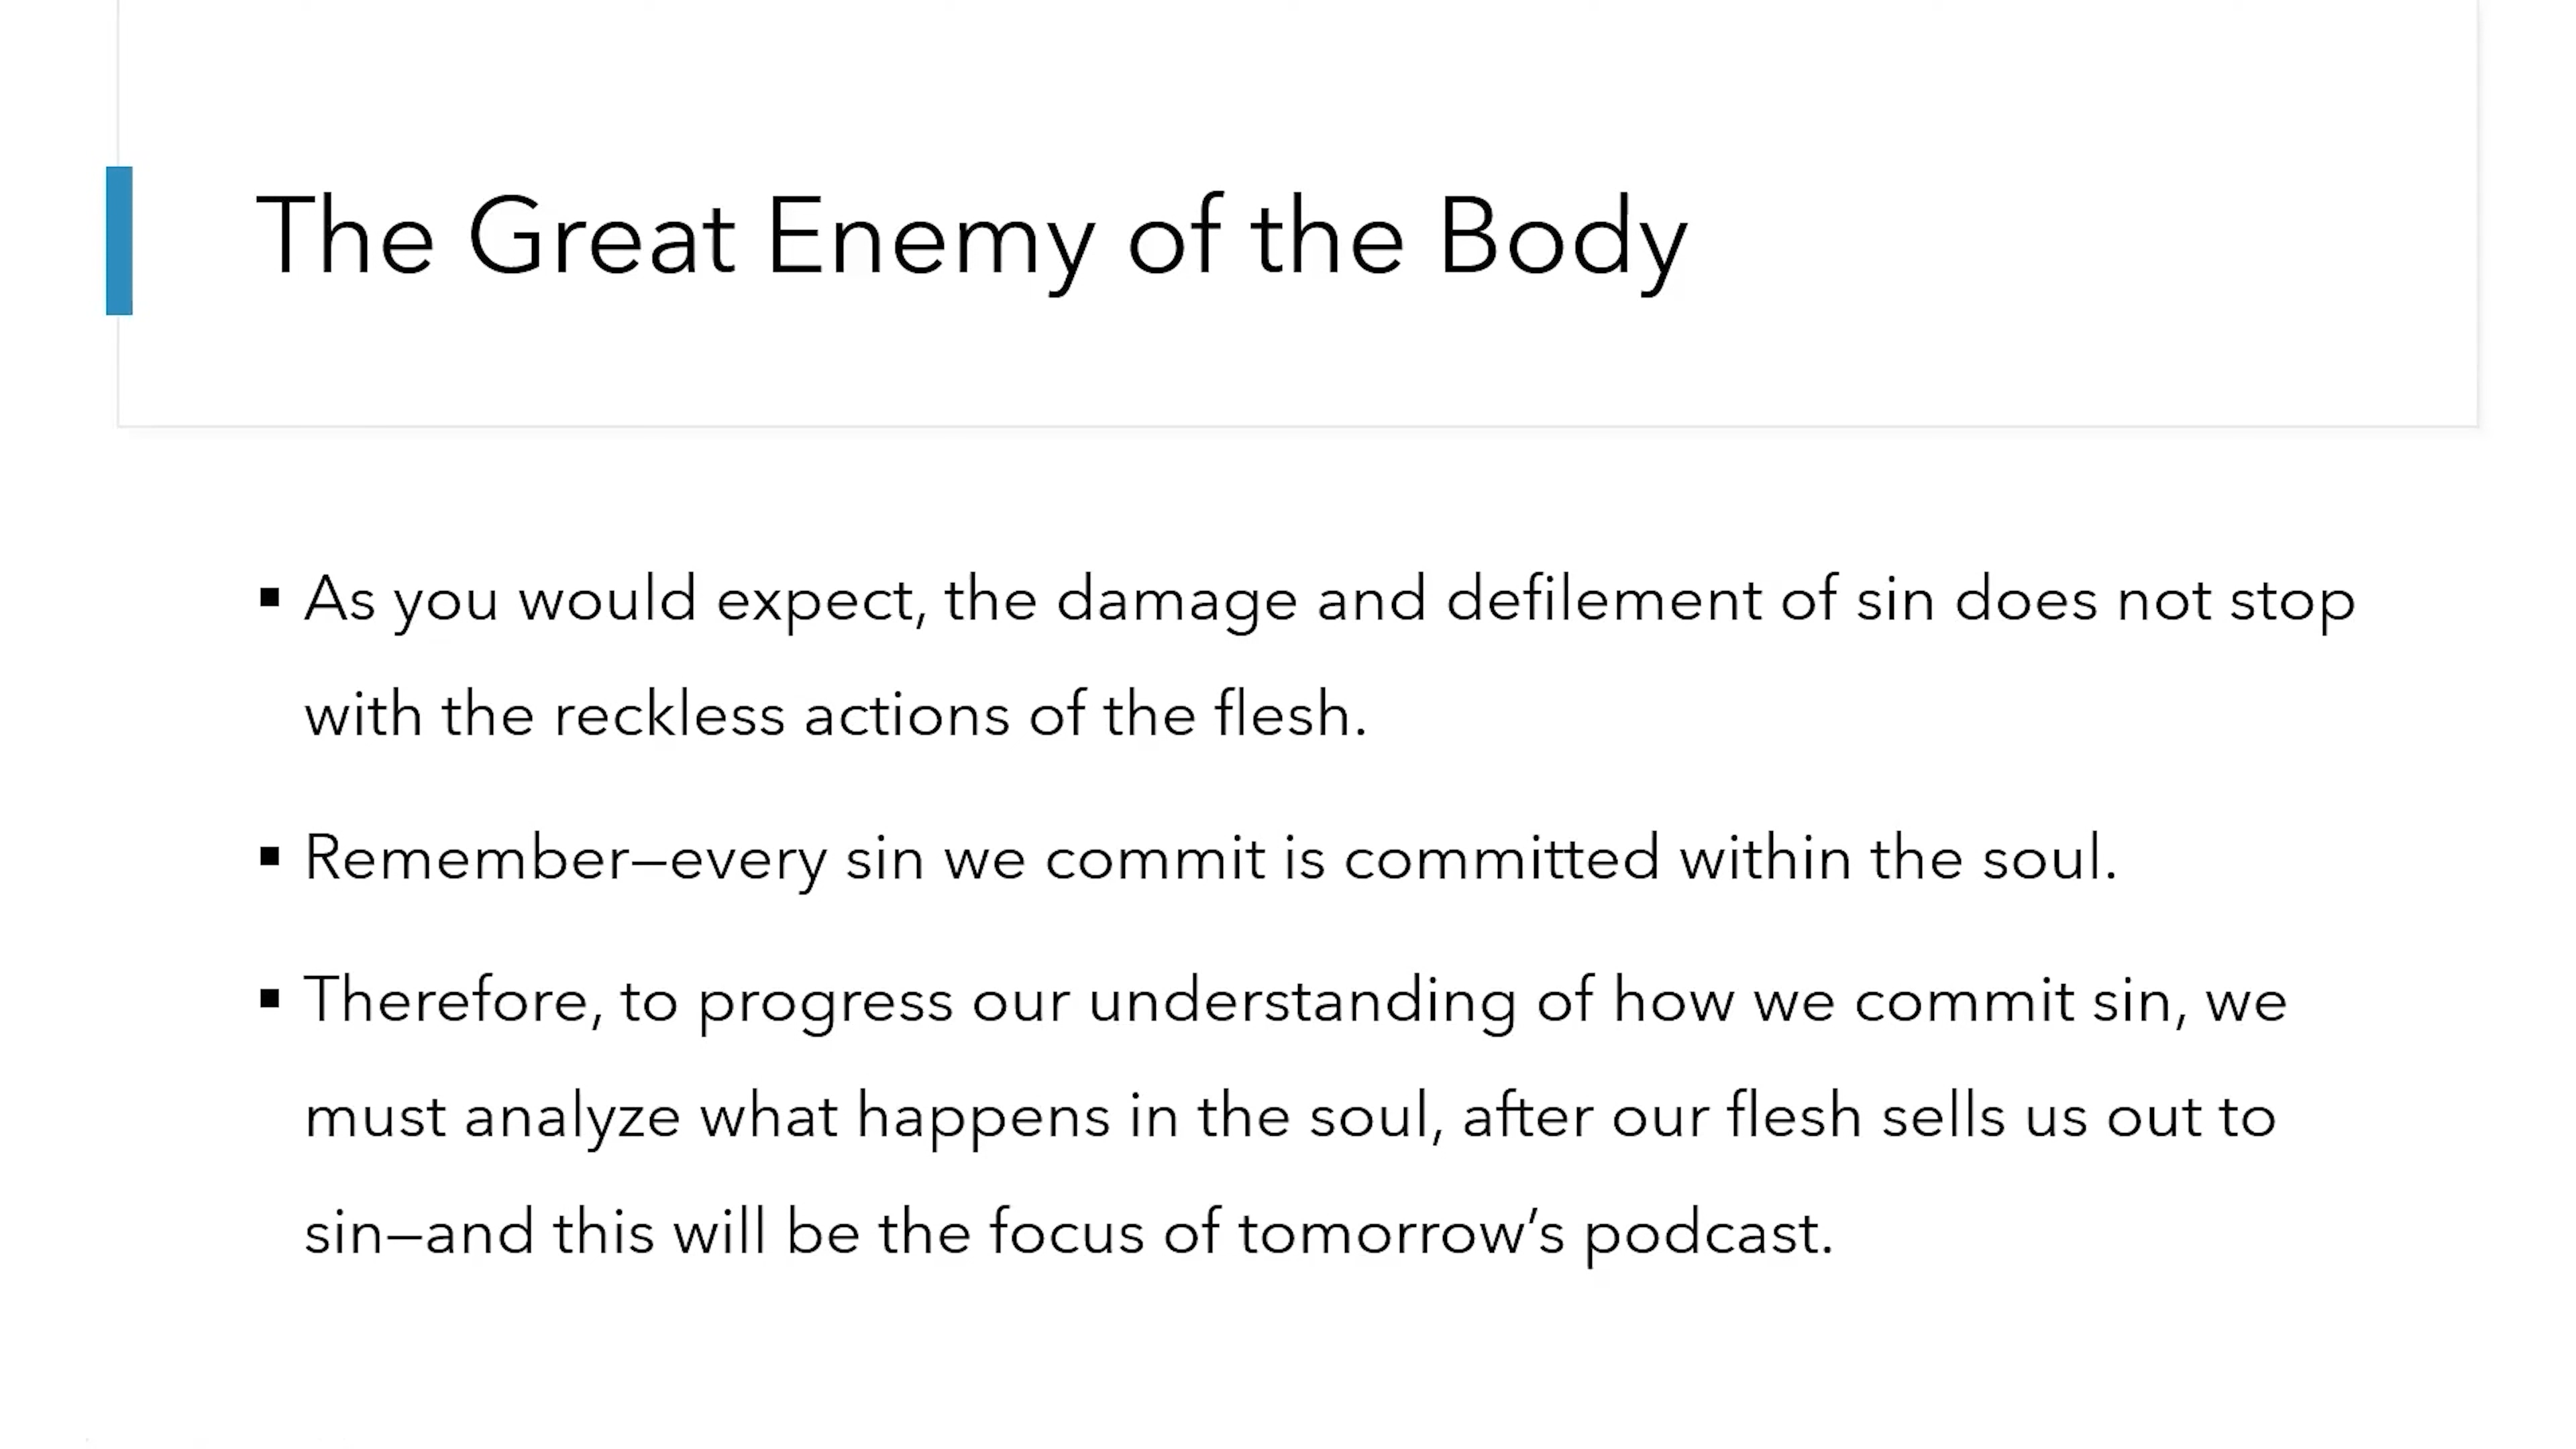 The Great Enemy of the Body
▪ As you would expect, the damage and defilement of sin does not stop
with the reckless actions of the flesh.
▪ Remember—every sin we commit is committed within the soul.
▪ Therefore, to progress our understanding of how we commit sin, we
must analyze what happens in the soul, after our flesh sells us out to
sin—and this will be the focus of tomorrow’s podcast.